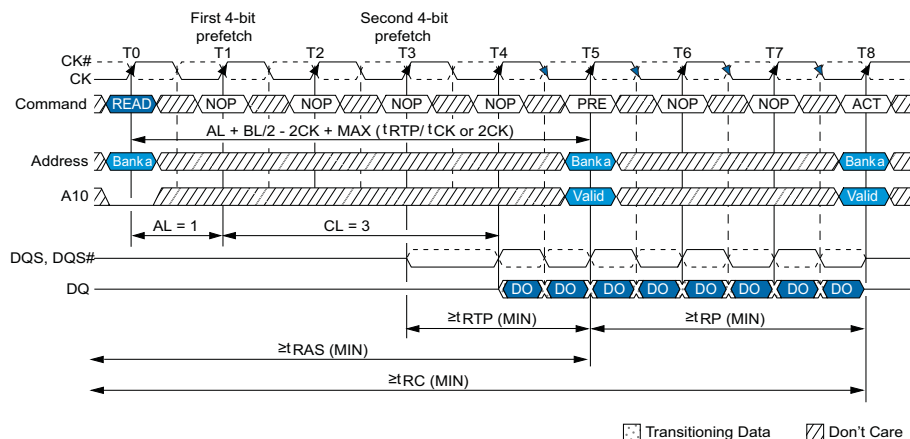 First 4-bit prefetch
Second 4-bit prefetch
T0 T1 T2 T3 T4 T5 T6 T7 T8
CK#
CK
Command READ NOP NOP NOP NOP PRE NOP NOP ACT
AL + BL/2 - 2CK + MAX (tRTP/tCK or 2CK)
Address Bank a Bank a Bank a
A10 Valid Valid
AL = 1 CL = 3
DQS, DQS#
DQ DO DO DO DO DO DO DO DO
≥tRTP (MIN) ≥tRP (MIN)
≥tRAS (MIN)
≥tRC (MIN)
Transitioning Data Don't Care